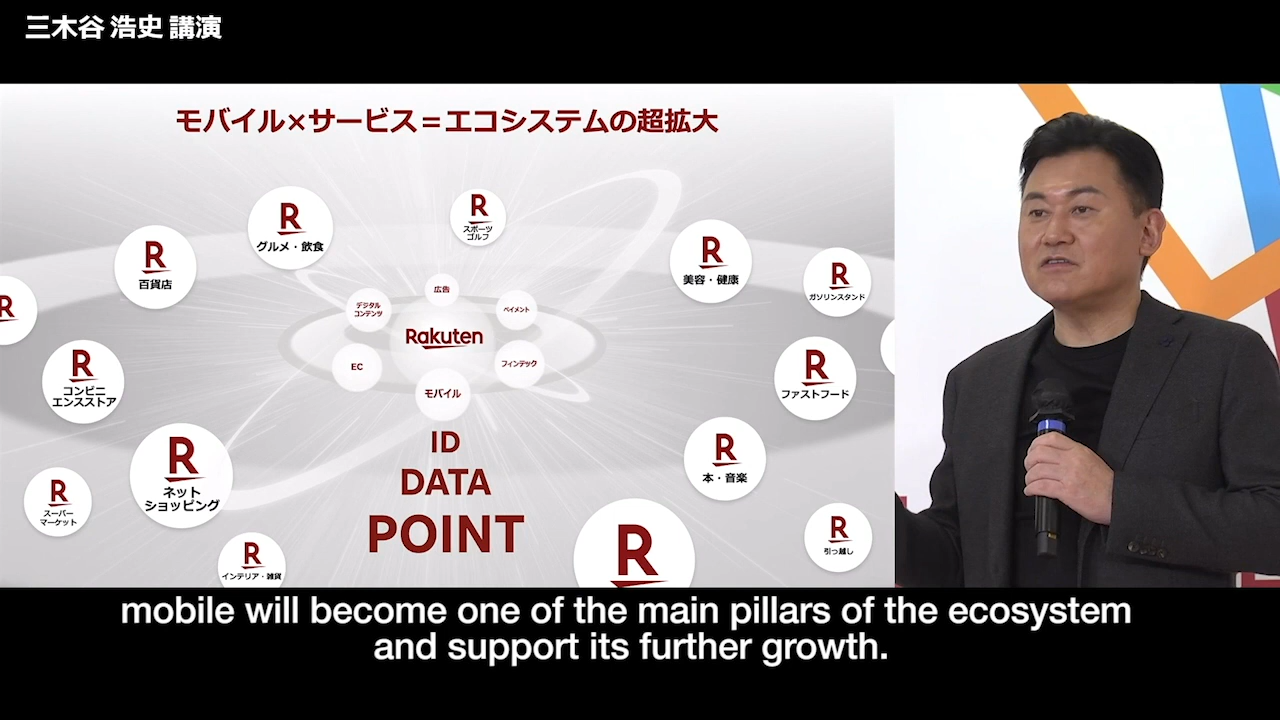 三木谷 浩史 講演
モバイル×サービス＝エコシステムの超拡大
R
グルメ・飲食
R
スポーツ
ゴルフ
R
百貨店
R
美容・健康
R
ガソリンスタンド
R
広告
デジタル
コンテンツ
ペイメント
Rakuten
EC
フィンテック
モバイル
R
コンビニ
エンスストア
R
ファストフード
ID
DATA
POINT
R
ネット
ショッピング
R
本・音楽
R
スーパー
マーケット
R
インテリア・雑貨
R
R
引っ越し
mobile will become one of the main pillars of the ecosystem
and support its further growth.